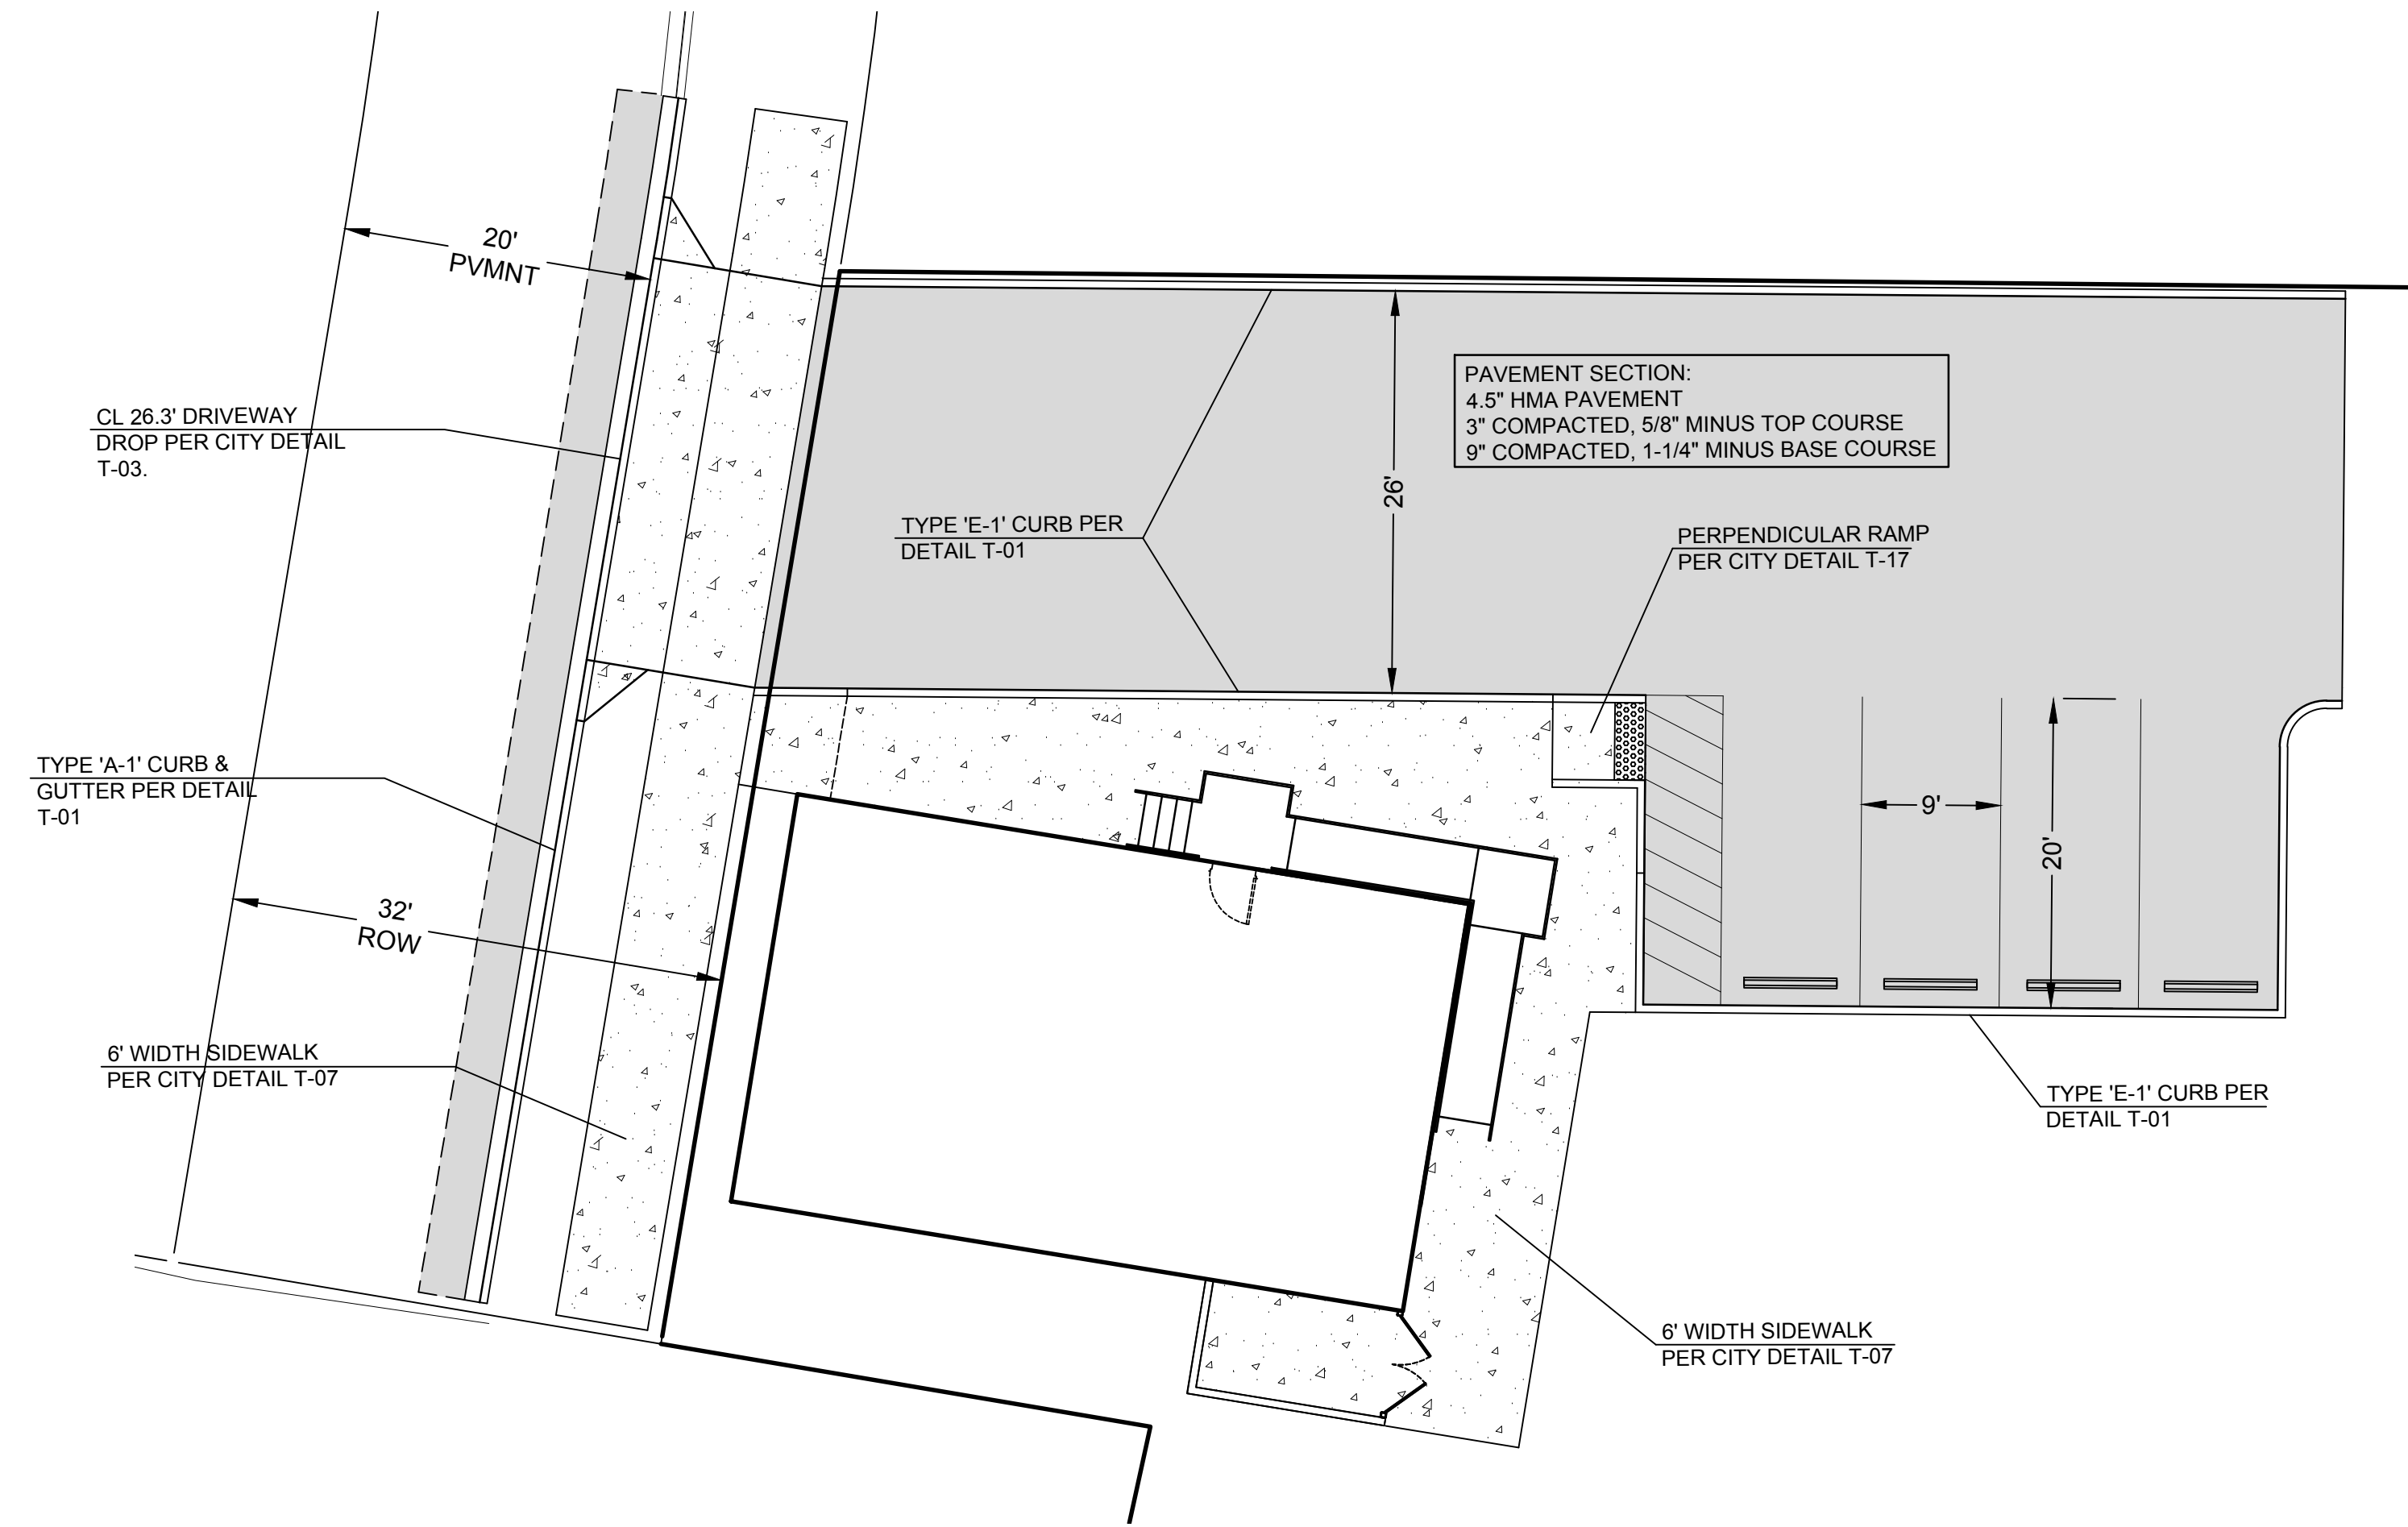 20'
PVMNT
CL 26.3' DRIVEWAY
DROP PER CITY DETAIL
T-03.
PAVEMENT SECTION:
4.5" HMA PAVEMENT
3" COMPACTED, 5/8" MINUS TOP COURSE
9" COMPACTED, 1-1/4" MINUS BASE COURSE
26'
TYPE 'E-1' CURB PER
DETAIL T-01
PERPENDICULAR RAMP
PER CITY DETAIL T-17
TYPE 'A-1' CURB &
GUTTER PER DETAIL
T-01
9'
20'
32'
ROW
6' WIDTH SIDEWALK
PER CITY DETAIL T-07
TYPE 'E-1' CURB PER
DETAIL T-01
6' WIDTH SIDEWALK
PER CITY DETAIL T-07